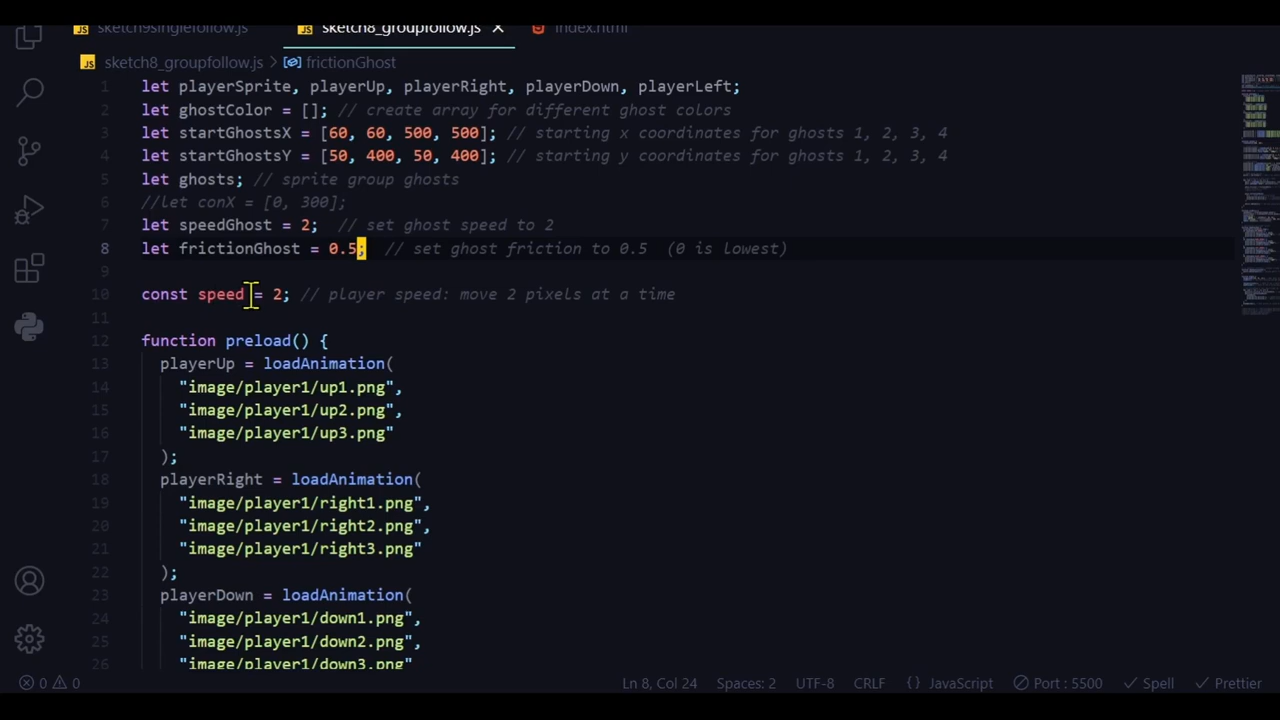 JS sketch9singlefollow.js JS sketch8_groupfollow.js × index.html
JS sketch8_groupfollow.js > frictionGhost
1 let playerSprite, playerUp, playerRight, playerDown, playerLeft;
2 let ghostColor = []; // create array for different ghost colors
3 let startGhostsX = [60, 60, 500, 500]; // starting x coordinates for ghosts 1, 2, 3, 4
4 let startGhostsY = [50, 400, 50, 400]; // starting y coordinates for ghosts 1, 2, 3, 4
5 let ghosts; // sprite group ghosts
6 //let conX = [0, 300];
7 let speedGhost = 2; // set ghost speed to 2
8 let frictionGhost = 0.5; // set ghost friction to 0.5 (0 is lowest)
9
10 const speed = 2; // player speed: move 2 pixels at a time
11
12 function preload() {
13 playerUp = loadAnimation(
14 "image/player1/up1.png",
15 "image/player1/up2.png",
16 "image/player1/up3.png"
17 );
18 playerRight = loadAnimation(
19 "image/player1/right1.png",
20 "image/player1/right2.png",
21 "image/player1/right3.png"
22 );
23 playerDown = loadAnimation(
24 "image/player1/down1.png",
25 "image/player1/down2.png",
26 "image/player1/down3.png"
0 0 Ln 8, Col 24 Spaces: 2 UTF-8 CRLF {} JavaScript Port : 5500 Spell Prettier